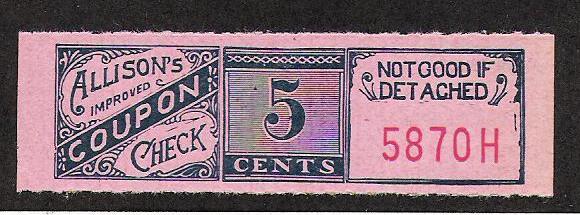 ALLISON'S
IMPROVED
COUPON
CHECK
5
CENTS
NOT GOOD IF
DETACHED
5870H